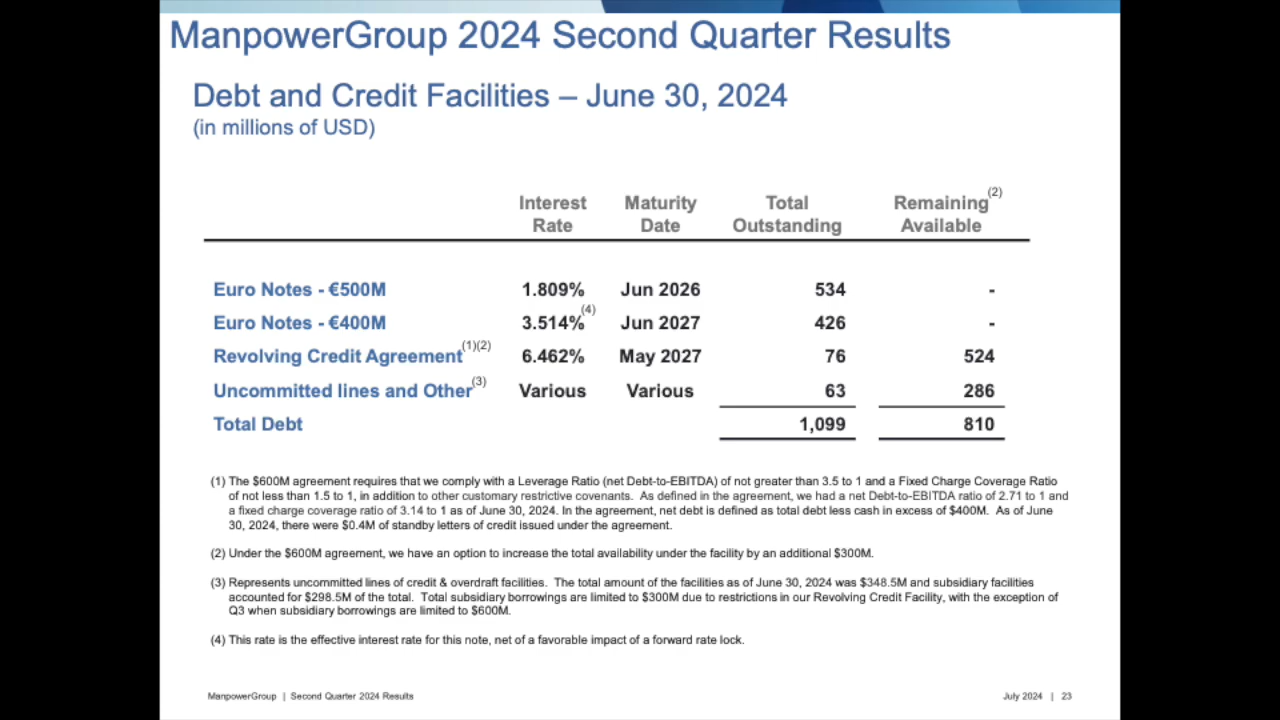 ManpowerGroup 2024 Second Quarter Results
Debt and Credit Facilities – June 30, 2024
(in millions of USD)
Interest Rate Maturity Date Total Outstanding Remaining(2) Available
Euro Notes - €500M 1.809% Jun 2026 534 -
Euro Notes - €400M 3.514%(4) Jun 2027 426 -
Revolving Credit Agreement(1)(2) 6.462% May 2027 76 524
Uncommitted lines and Other(3) Various Various 63 286
Total Debt 1,099 810
(1) The $600M agreement requires that we comply with a Leverage Ratio (net Debt-to-EBITDA) of not greater than 3.5 to 1 and a Fixed Charge Coverage Ratio
of not less than 1.5 to 1, in addition to other customary restrictive covenants. As defined in the agreement, we had a net Debt-to-EBITDA ratio of 2.71 to 1 and
a fixed charge coverage ratio of 3.14 to 1 as of June 30, 2024. In the agreement, net debt is defined as total debt less cash in excess of $400M. As of June
30, 2024, there were $0.4M of standby letters of credit issued under the agreement.
(2) Under the $600M agreement, we have an option to increase the total availability under the facility by an additional $300M.
(3) Represents uncommitted lines of credit & overdraft facilities. The total amount of the facilities as of June 30, 2024 was $348.5M and subsidiary facilities
accounted for $298.5M of the total. Total subsidiary borrowings are limited to $300M due to restrictions in our Revolving Credit Facility, with the exception of
Q3 when subsidiary borrowings are limited to $600M.
(4) This rate is the effective interest rate for this note, net of a favorable impact of a forward rate lock.
ManpowerGroup | Second Quarter 2024 Results July 2024 | 23